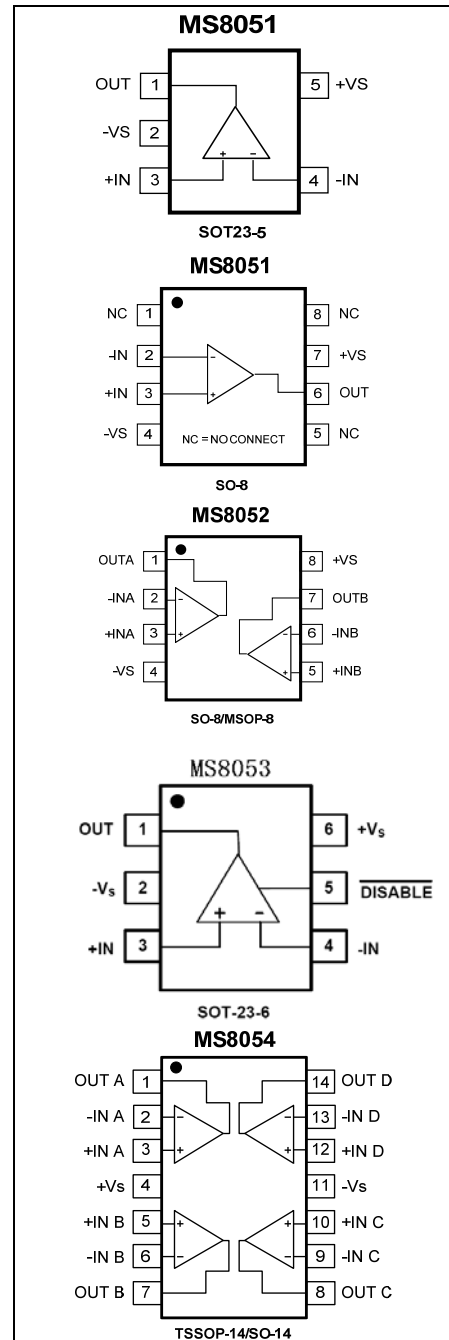 MS8051
OUT 1 5 +VS
-VS 2
+IN 3 + - 4 -IN
SOT23-5
MS8051
NC 1 8 NC
-IN 2 - 7 +VS
+IN 3 + 6 OUT
-VS 4 NC = NO CONNECT 5 NC
SO-8
MS8052
OUTA 1 8 +VS
-INA 2 - 7 OUTB
+INA 3 + - 6 -INB
-VS 4 + 5 +INB
SO-8/MSOP-8
MS8053
OUT 1 6 +Vs
-Vs 2 5 DISABLE
+IN 3 + - 4 -IN
SOT-23-6
MS8054
OUT A 1 14 OUT D
-IN A 2 - - 13 -IN D
+IN A 3 + + 12 +IN D
+Vs 4 11 -Vs
+IN B 5 + + 10 +IN C
-IN B 6 - - 9 -IN C
OUT B 7 8 OUT C
TSSOP-14/SO-14